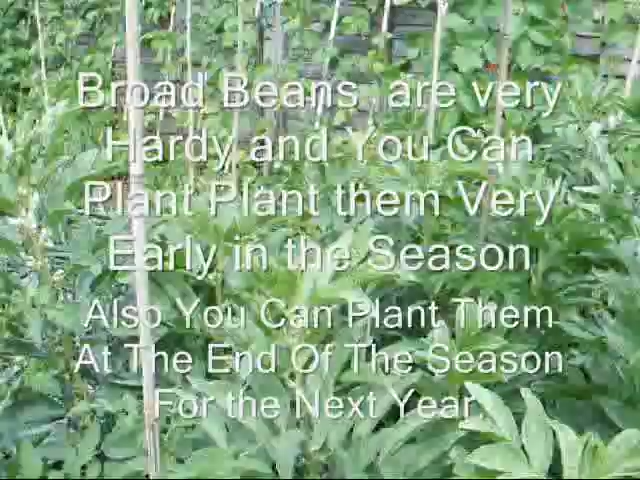 Broad Beans are very
Hardy and You Can
Plant Plant them Very
Early in the Season
Also You Can Plant Them
At The End Of The Season
For the Next Year.